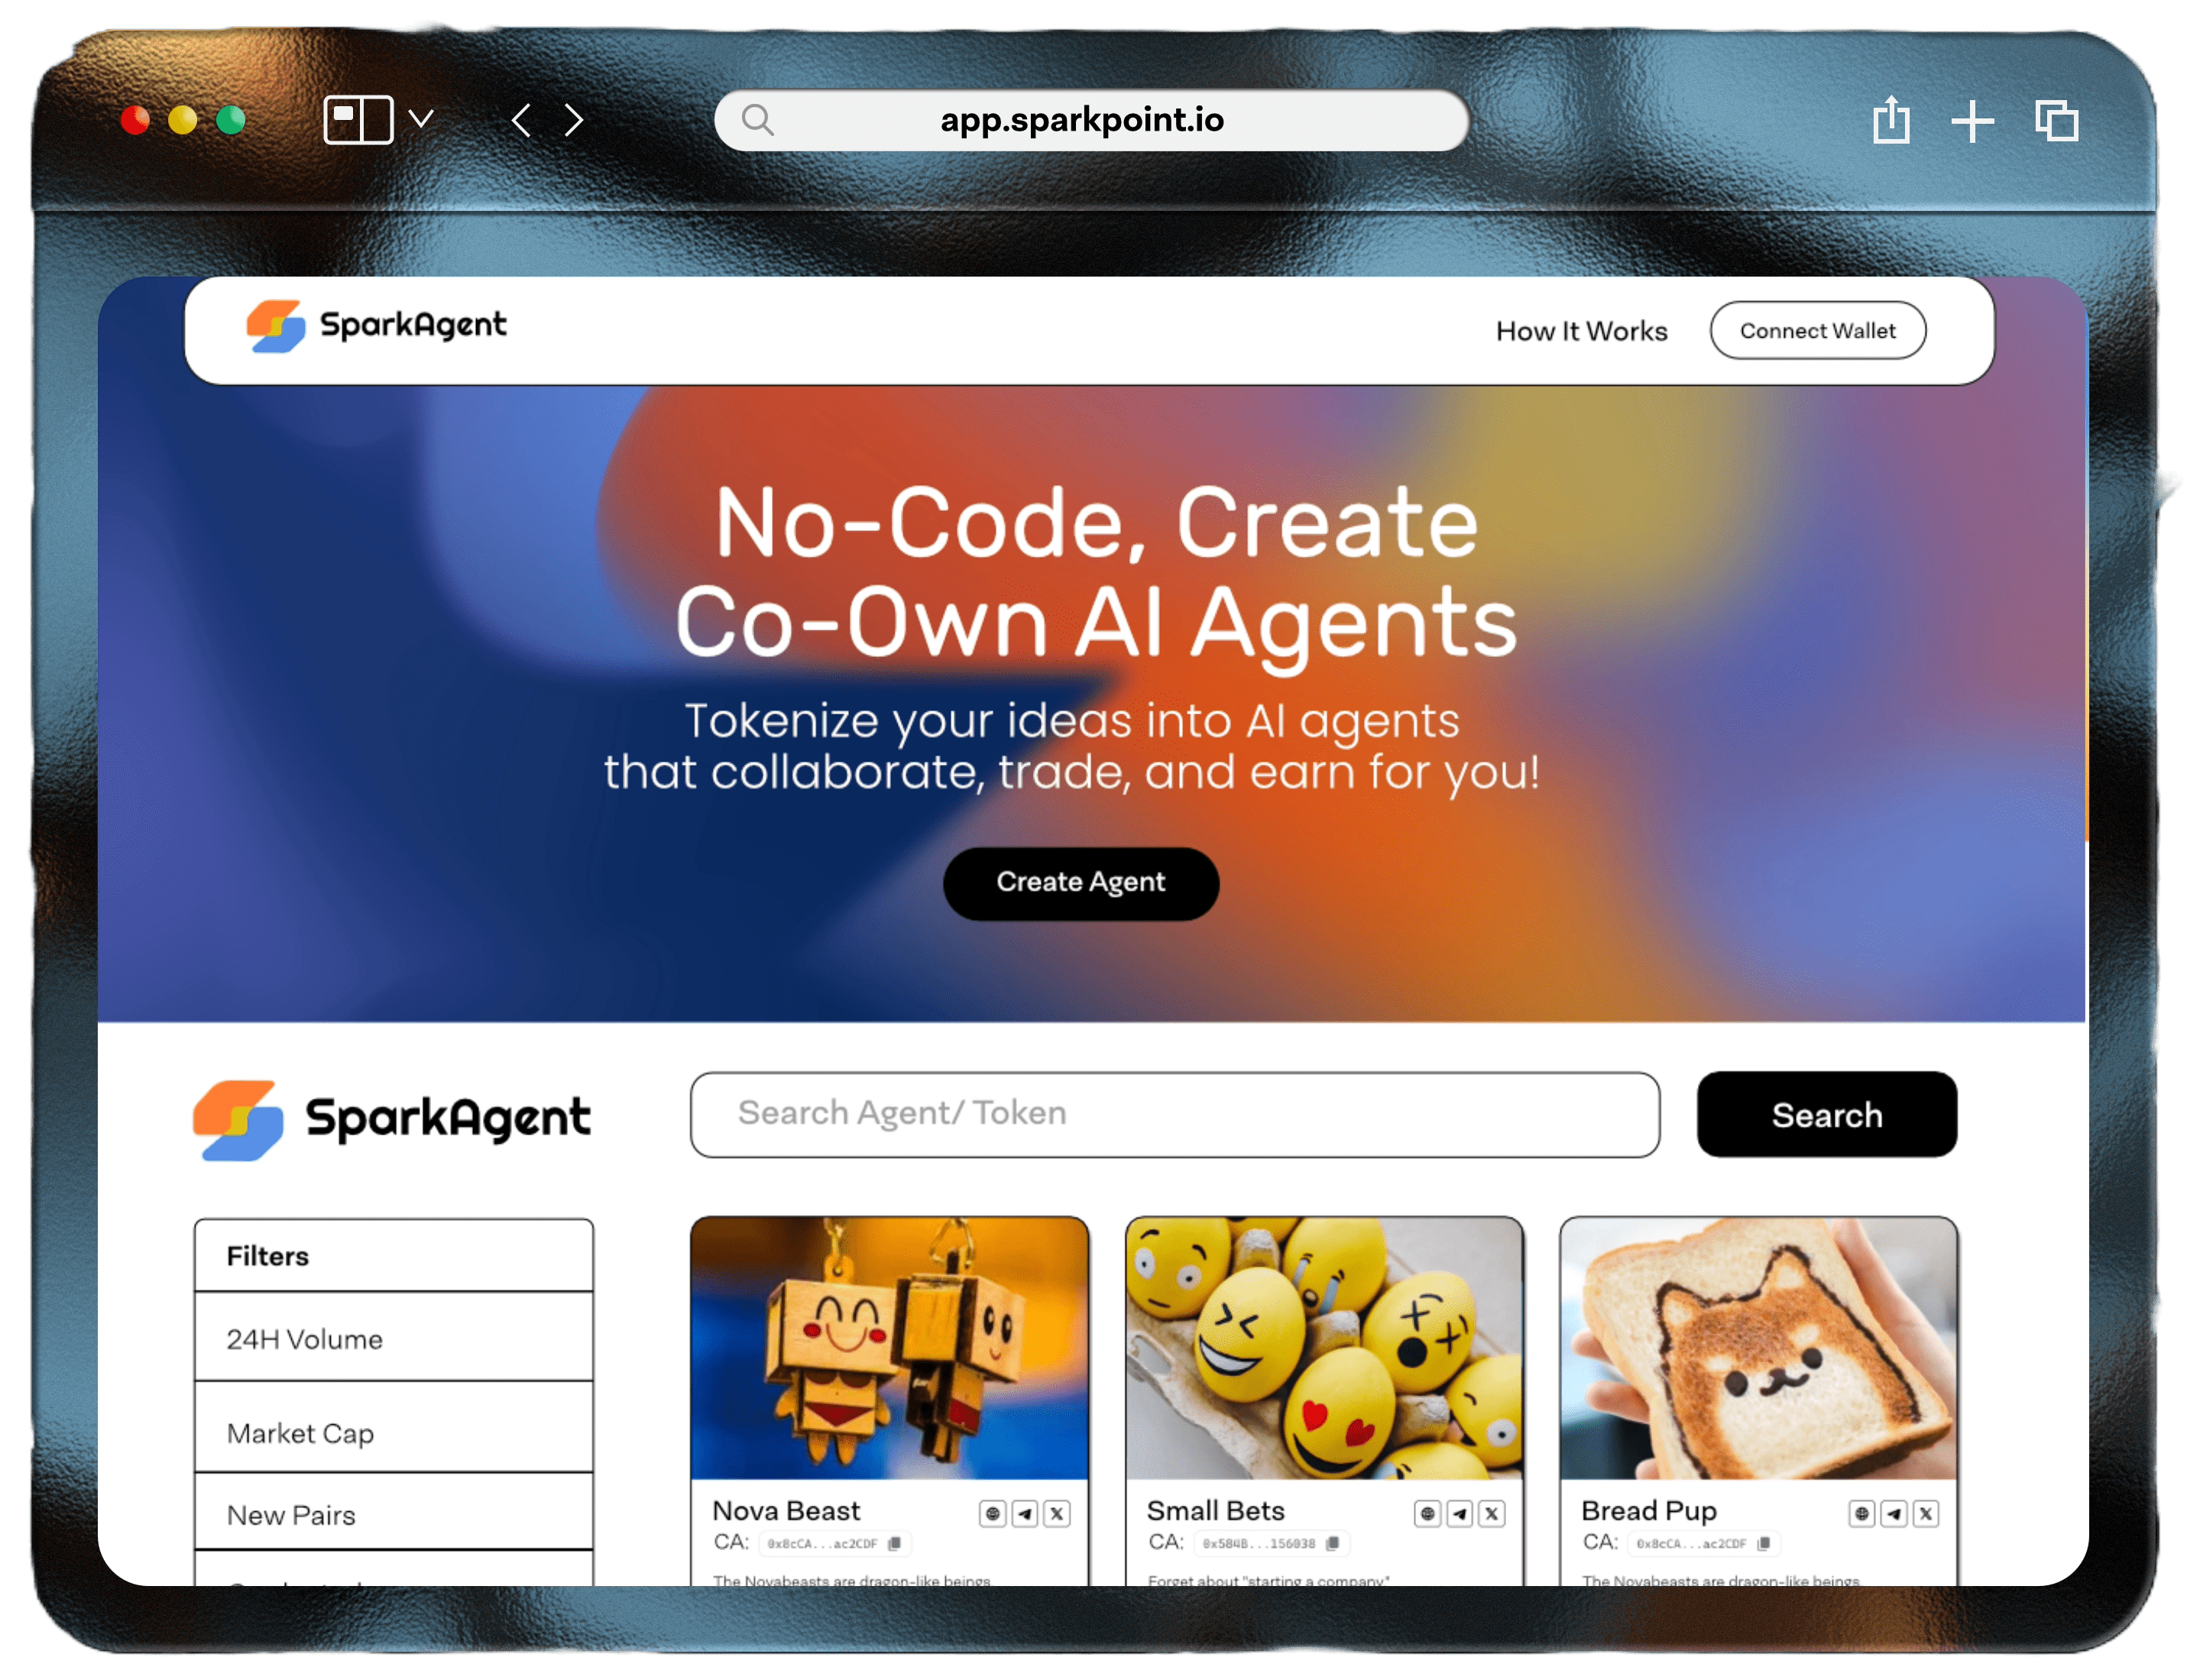 app.sparkpoint.io
SparkAgent
How It Works
Connect Wallet
No-Code, Create
Co-Own AI Agents
Tokenize your ideas into AI agents
that collaborate, trade, and earn for you!
Create Agent
SparkAgent
Search Agent/ Token
Search
Filters
24H Volume
Market Cap
New Pairs
Nova Beast
CA: 0x8cCA...ac2CDF
The Novabeasts are dragon-like beings
Small Bets
CA: 0x584B...156038
Forget about "starting a company"
Bread Pup
CA: 0x8cCA...ac2CDF
The Novabeasts are dragon-like beings